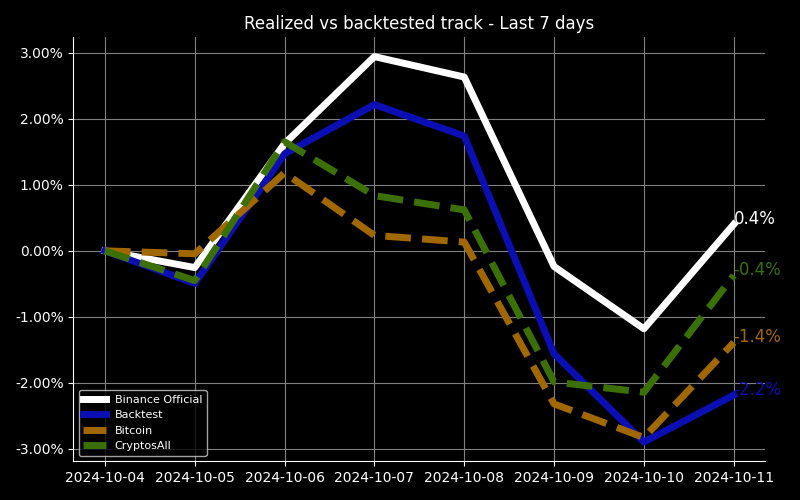 Realized vs backtested track - Last 7 days
3.00%
2.00%
1.00%
0.00%
-1.00%
-2.00%
-3.00%
0.4%
-0.4%
-1.4%
-2.2%
Binance Official
Backtest
Bitcoin
CryptosAll
2024-10-04 2024-10-05 2024-10-06 2024-10-07 2024-10-08 2024-10-09 2024-10-10 2024-10-11